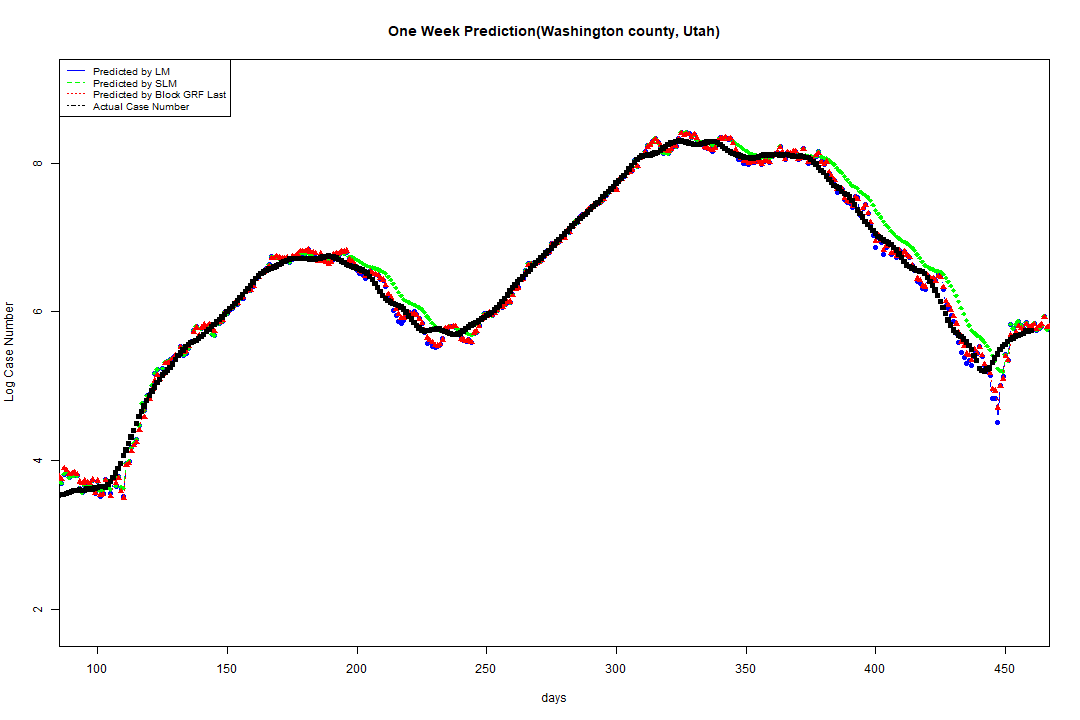 One Week Prediction(Washington county, Utah)
Predicted by LM
Predicted by SLM
Predicted by Block GRF Last
Actual Case Number
8
6
4
2
Log Case Number
100 150 200 250 300 350 400 450
days